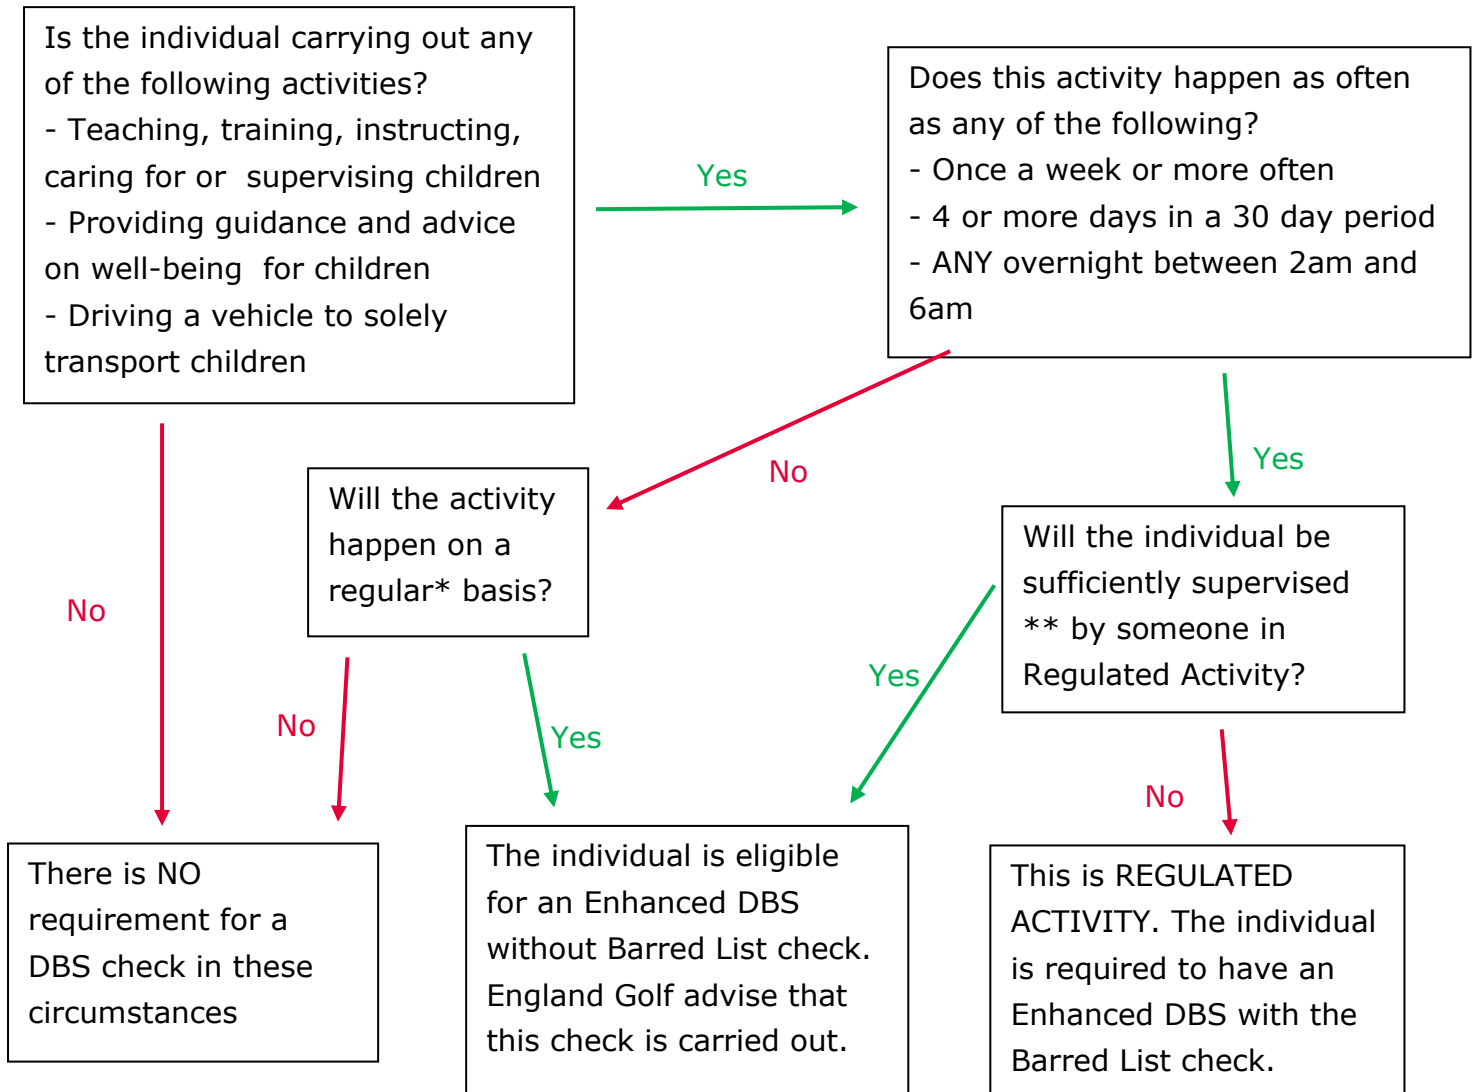 Is the individual carrying out any
of the following activities?
- Teaching, training, instructing,
caring for or  supervising children
- Providing guidance and advice
on well-being  for children
- Driving a vehicle to solely
transport children
Yes
Does this activity happen as often
as any of the following?
- Once a week or more often
- 4 or more days in a 30 day period
- ANY overnight between 2am and
6am
No
Yes
Will the activity
happen on a
regular* basis?
Will the individual be
sufficiently supervised
** by someone in
Regulated Activity?
No
No
Yes
Yes
No
There is NO
requirement for a
DBS check in these
circumstances
The individual is eligible
for an Enhanced DBS
without Barred List check.
England Golf advise that
this check is carried out.
This is REGULATED
ACTIVITY. The individual
is required to have an
Enhanced DBS with the
Barred List check.